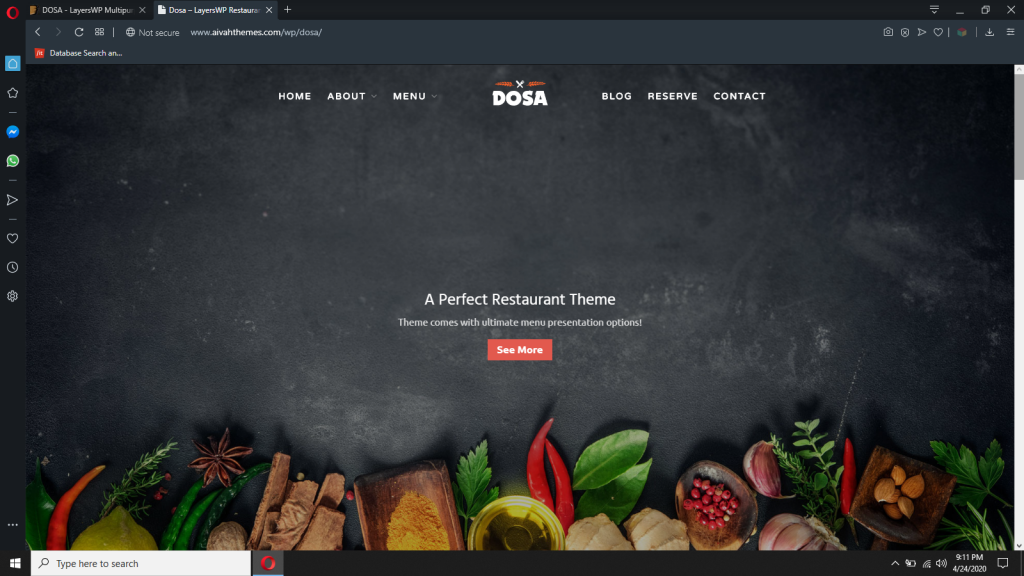 DOSA - LayersWP Multipur
Dosa – LayersWP Restaura
Not secure
www.aivahthemes.com/wp/dosa/
Database Search an...
HOME ABOUT MENU DOSA BLOG RESERVE CONTACT
A Perfect Restaurant Theme
Theme comes with ultimate menu presentation options!
See More
Type here to search
9:11 PM
4/24/2020